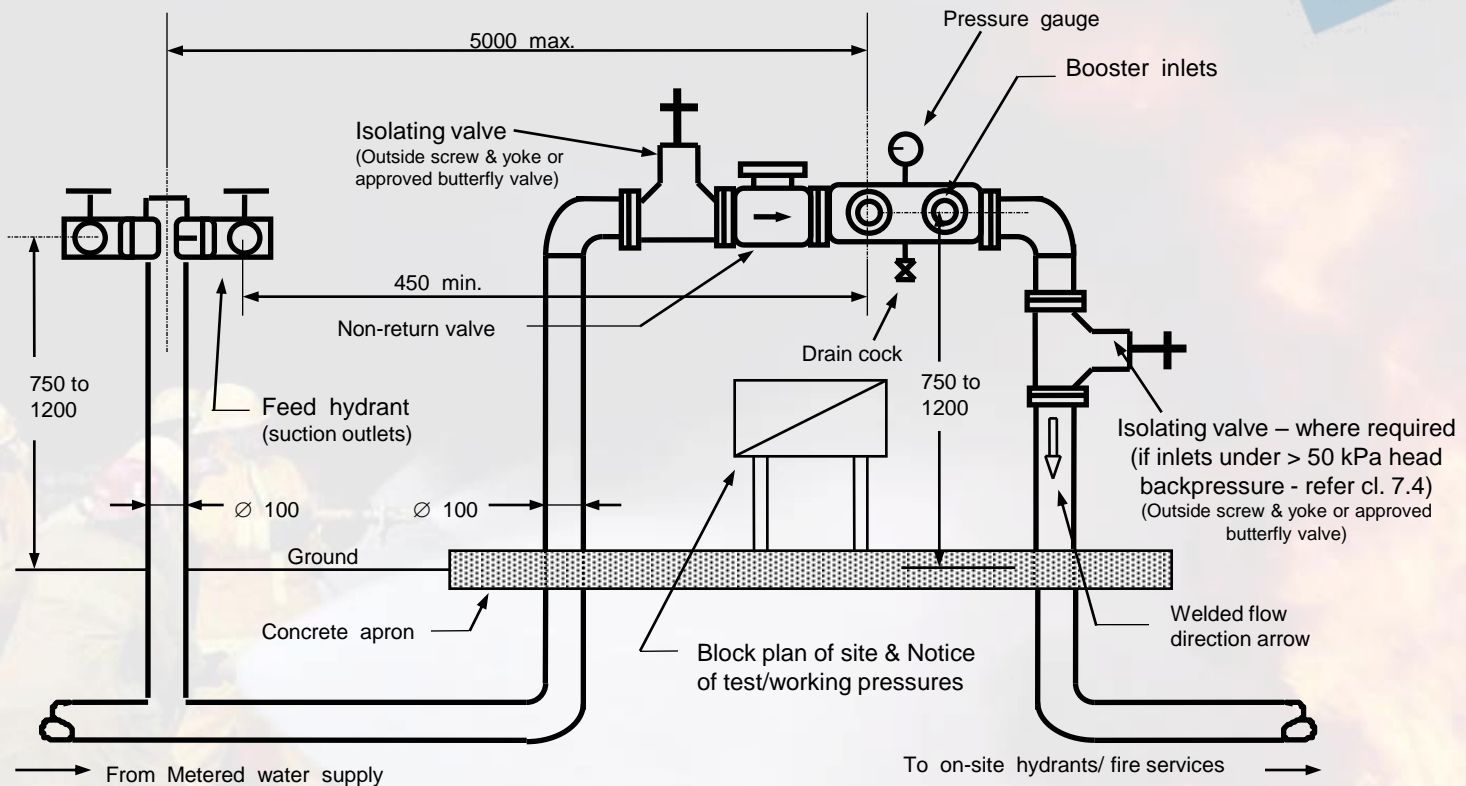 Pressure gauge
5000 max.
Booster inlets
Isolating valve
(Outside screw & yoke or
approved butterfly valve)
450 min.
Non-return valve
Drain cock
750 to
1200
Feed hydrant
(suction outlets)
750 to
1200
Isolating valve – where required
(if inlets under > 50 kPa head
backpressure - refer cl. 7.4)
(Outside screw & yoke or approved
butterfly valve)
∅ 100
∅ 100
Ground
Concrete apron
Block plan of site & Notice
of test/working pressures
Welded flow
direction arrow
From Metered water supply
To on-site hydrants/ fire services